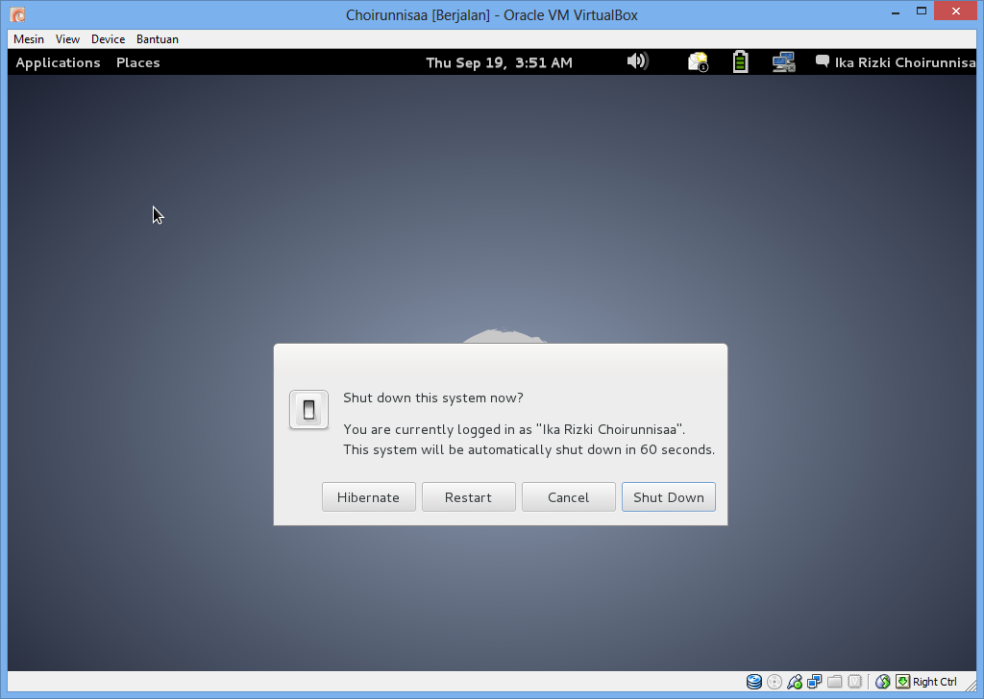 Choirunnisaa [Berjalan] - Oracle VM VirtualBox
Mesin View Device Bantuan
Applications Places Thu Sep 19, 3:51 AM Ika Rizki Choirunnisa
Shut down this system now?
You are currently logged in as "Ika Rizki Choirunnisaa".
This system will be automatically shut down in 60 seconds.
Hibernate Restart Cancel Shut Down
Right Ctrl